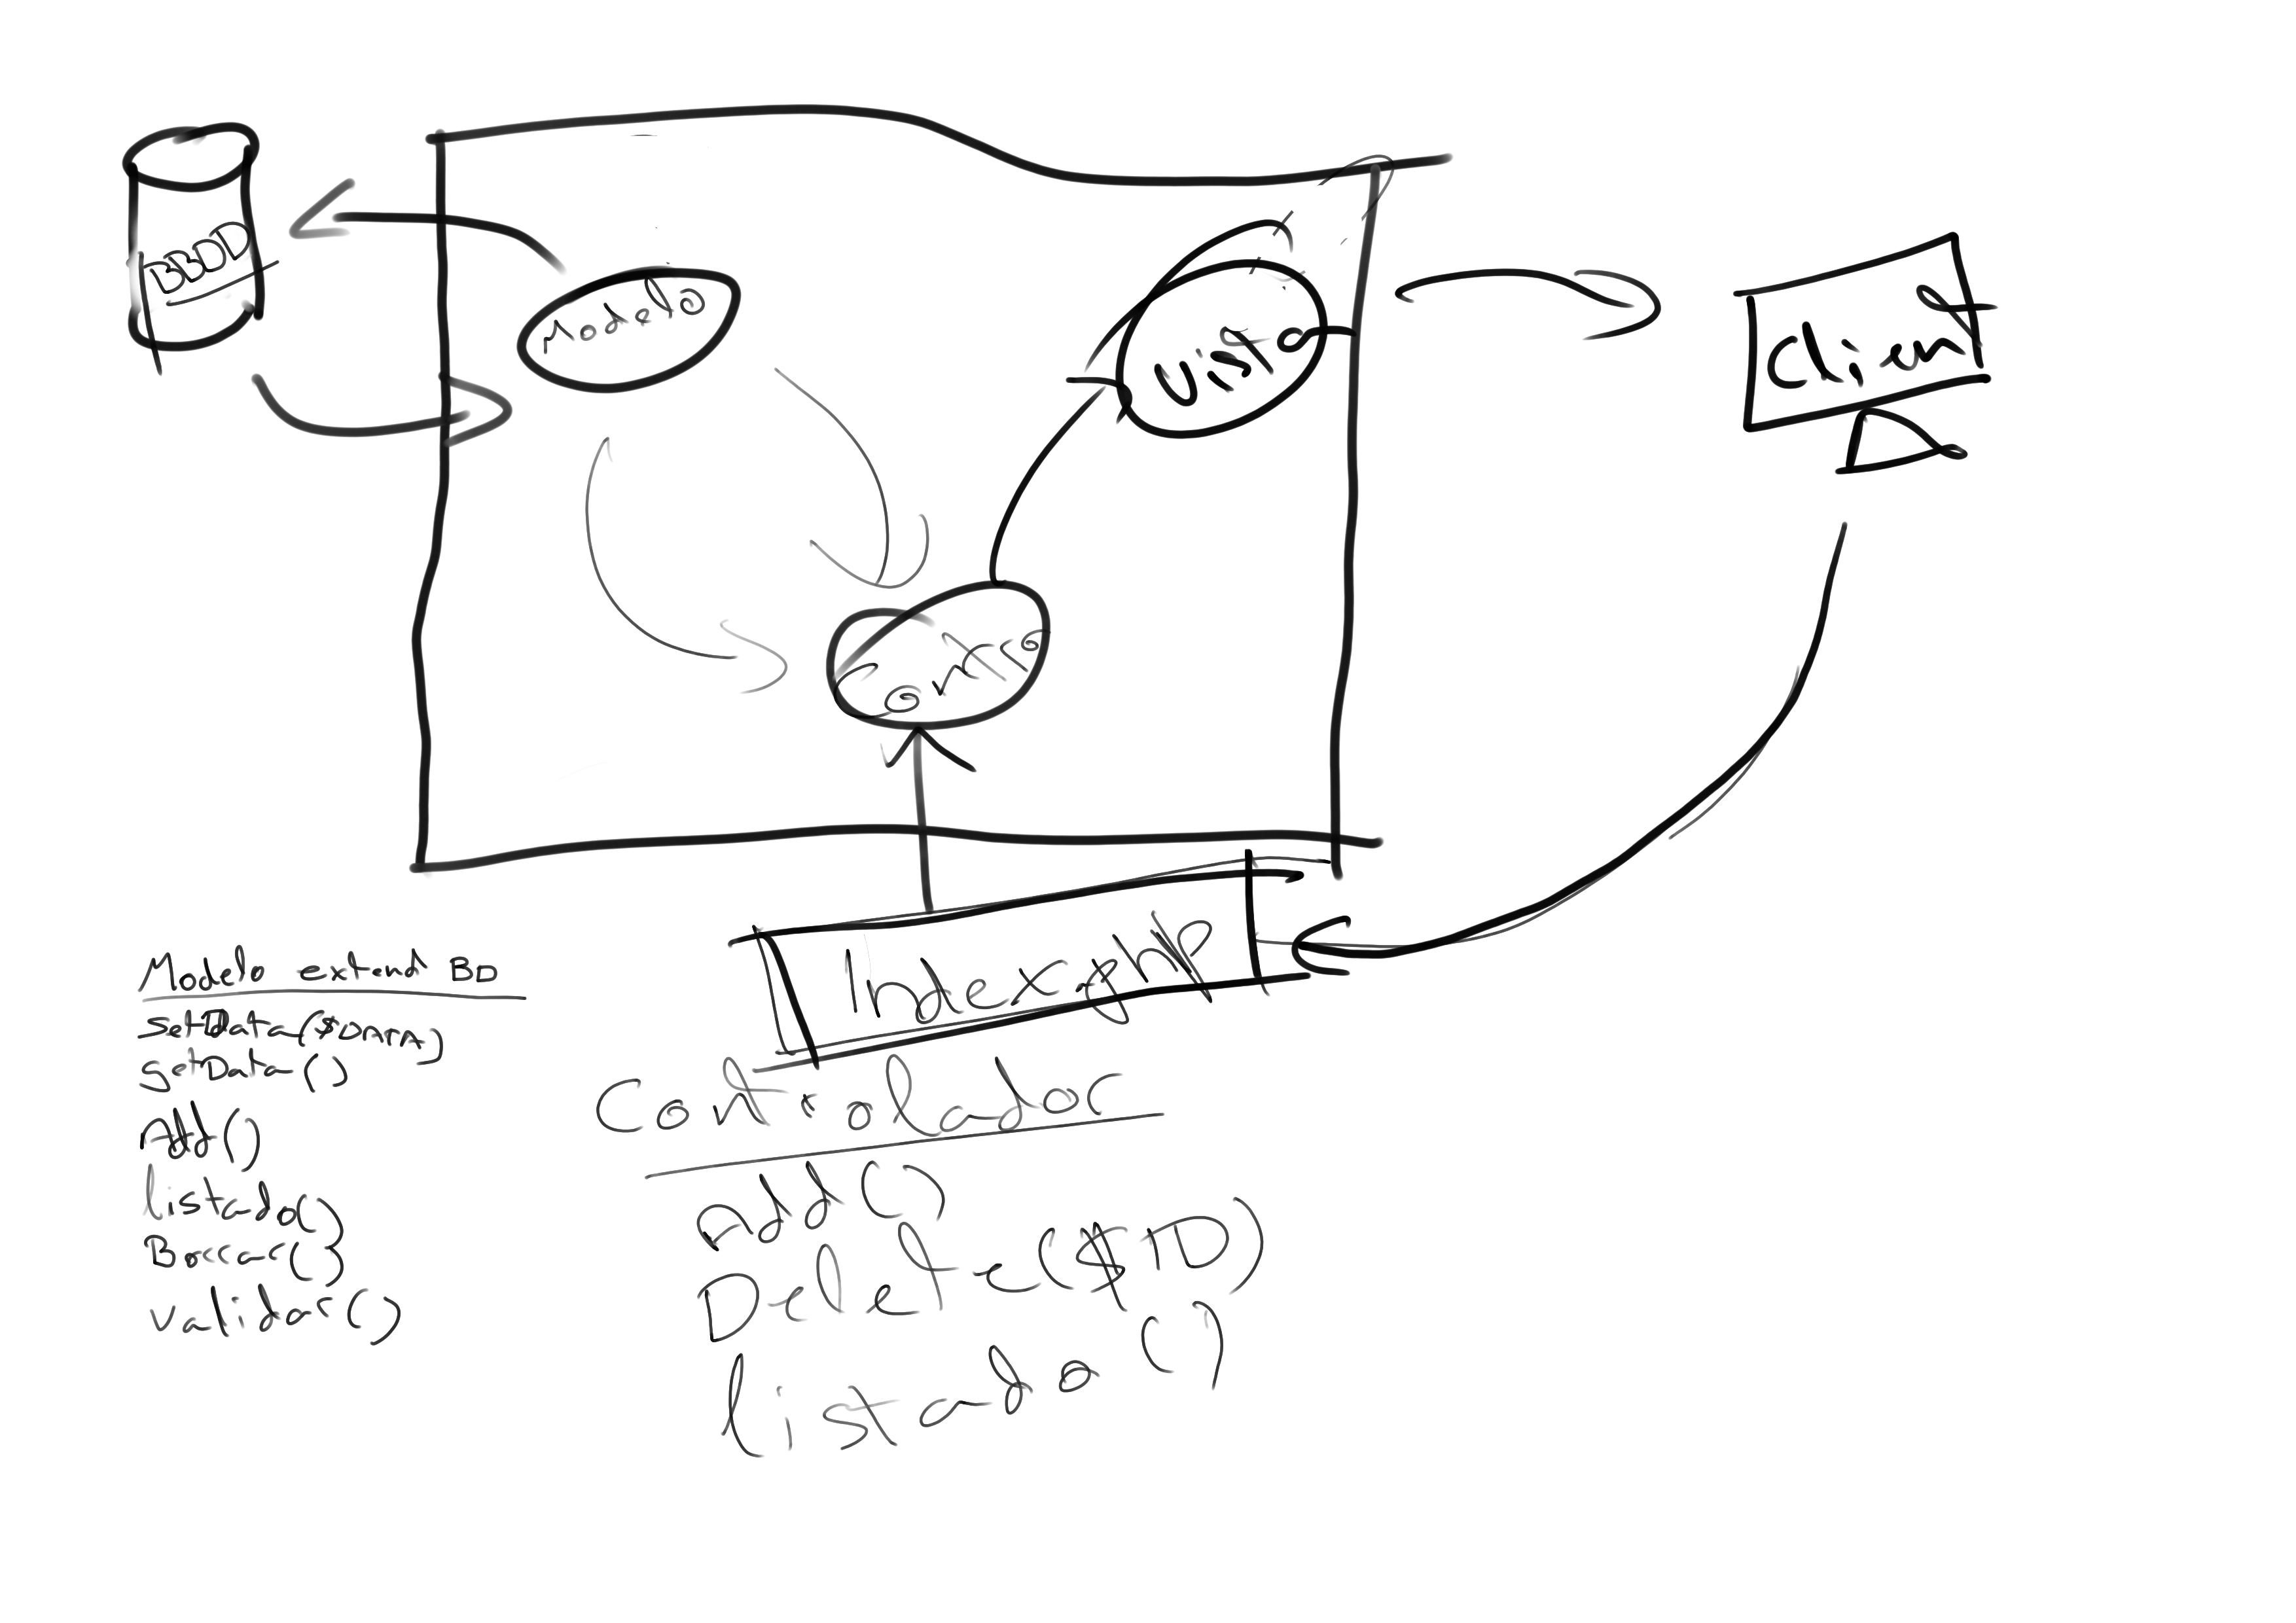 BBDD
Modelo
Vista
Client
Contro
Index.php
Modelo extend BD
setData($DATA)
getData()
Add()
listado()
Borrar()
validar()
Controlador
Add()
Delete($ID)
listado()